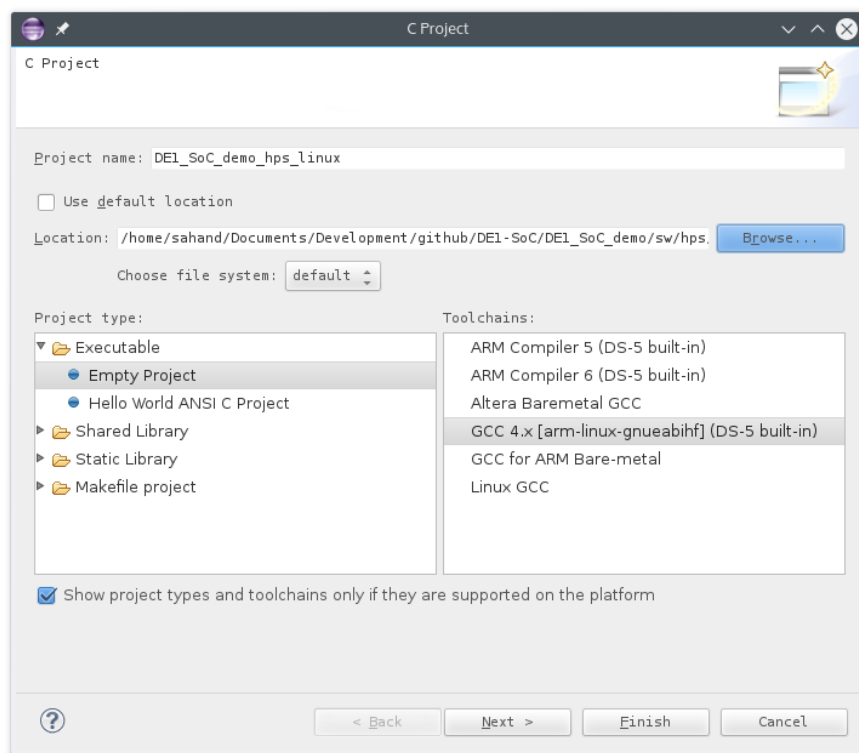 C Project
C Project
Project name: DE1_SoC_demo_hps_linux
Use default location
Location: /home/sahand/Documents/Development/github/DE1-SoC/DE1_SoC_demo/sw/hps. Browse...
Choose file system: default
Project type: Toolchains:
Executable ARM Compiler 5 (DS-5 built-in)
Empty Project ARM Compiler 6 (DS-5 built-in)
Hello World ANSI C Project Altera Baremetal GCC
Shared Library GCC 4.x [arm-linux-gnueabihf] (DS-5 built-in)
Static Library GCC for ARM Bare-metal
Makefile project Linux GCC
Show project types and toolchains only if they are supported on the platform
? < Back Next > Finish Cancel